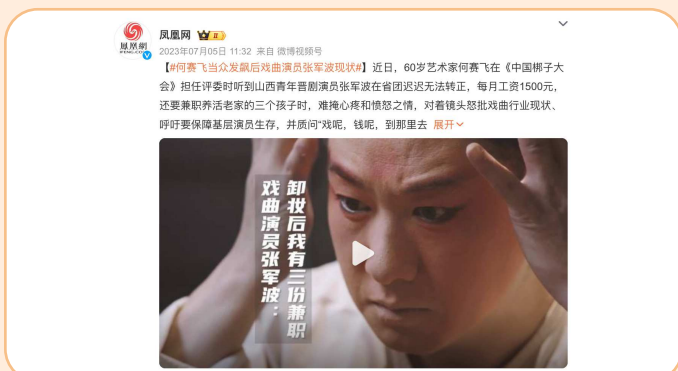 凤凰网
凤凰網
IFENG.COM
2023年07月05日 11:32 来自 微博视频号
【#何赛飞当众发飙后戏曲演员张军波现状#】近日，60岁艺术家何赛飞在《中国梆子大
会》担任评委时听到山西青年晋剧演员张军波在省团迟迟无法转正，每月工资1500元，
还要兼职养活老家的三个孩子时，难掩心疼和愤怒之情，对着镜头怒批戏曲行业现状、
呼吁要保障基层演员生存，并质问“戏呢，钱呢，到那里去 展开
戏曲演员张军波：
卸妆后我有三份兼职